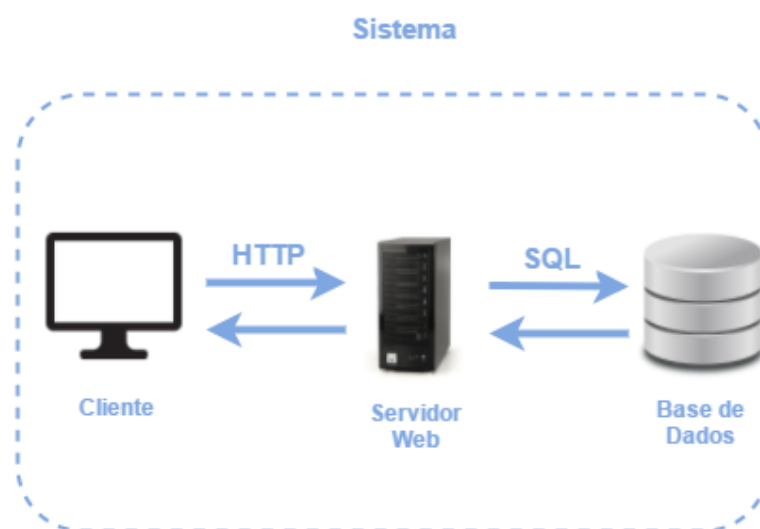 Sistema
HTTP
SQL
Cliente
Servidor
Web
Base de
Dados